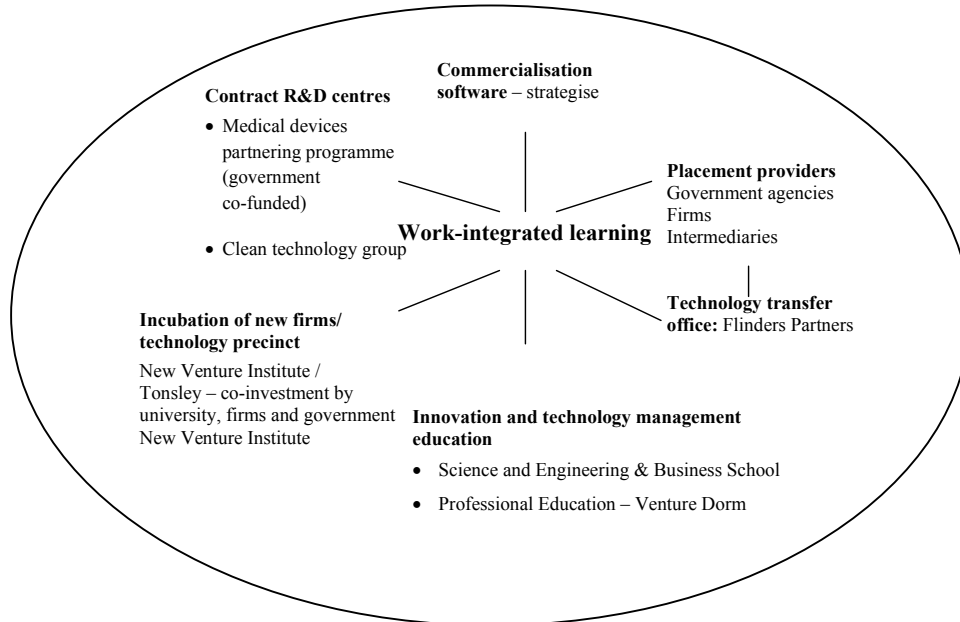 Commercialisation
software – strategise
Contract R&D centres
• Medical devices
partnering programme
(government
co-funded)
• Clean technology group
Placement providers
Government agencies
Firms
Intermediaries
Work-integrated learning
Technology transfer
office: Flinders Partners
Incubation of new firms/
technology precinct
New Venture Institute /
Tonsley – co-investment by
university, firms and government
New Venture Institute
Innovation and technology management
education
• Science and Engineering & Business School
• Professional Education – Venture Dorm